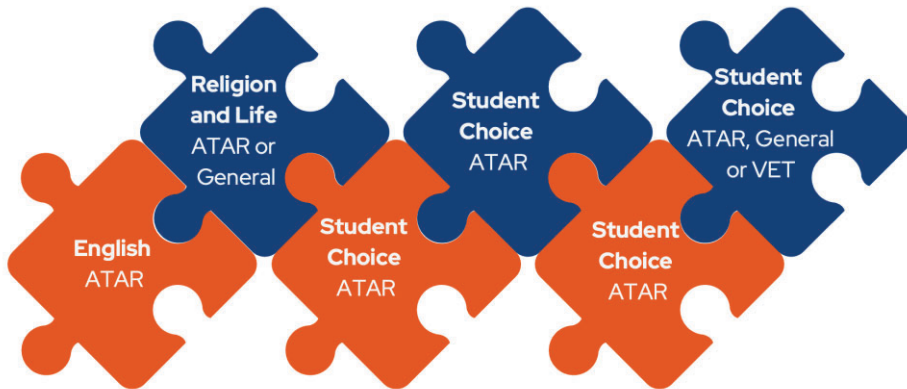 Religion
and Life
ATAR or
General
Student
Choice
ATAR
Student
Choice
ATAR, General
or VET
English
ATAR
Student
Choice
ATAR
Student
Choice
ATAR